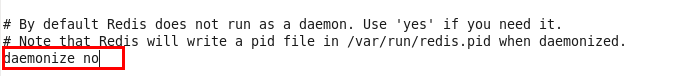 # By default Redis does not run as a daemon. Use 'yes' if you need it.
# Note that Redis will write a pid file in /var/run/redis.pid when daemonized.
daemonize no